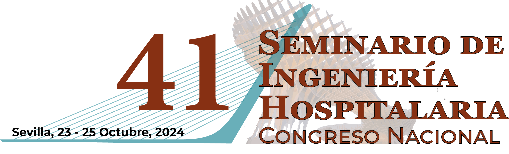 41
SEMINARIO DE
INGENIERÍA
HOSPITALARIA
CONGRESO NACIONAL
Sevilla, 23 - 25 Octubre, 2024